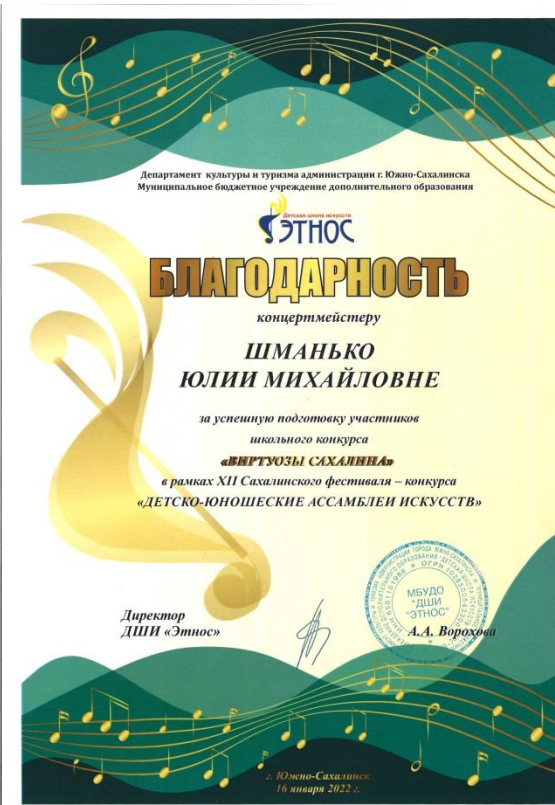 Департамент культуры и туризма администрации г. Южно-Сахалинска
Муниципальное бюджетное учреждение дополнительного образования
Детская школа искусств
ЭТНОС
БЛАГОДАРНОСТЬ
концертмейстеру
ШМАНЬКО
ЮЛИИ МИХАЙЛОВНЕ
за успешную подготовку участников
школьного конкурса
«ВИРТУОЗЫ САХАЛИНА»
в рамках XII Сахалинского фестиваля – конкурса
«ДЕТСКО-ЮНОШЕСКИЕ АССАМБЛЕИ ИСКУССТВ»
МБУДО
"ДШИ
"ЭТНОС"
Директор
ДШИ «Этнос»
А.А. Ворохова
г. Южно-Сахалинск
16 января 2022 г.